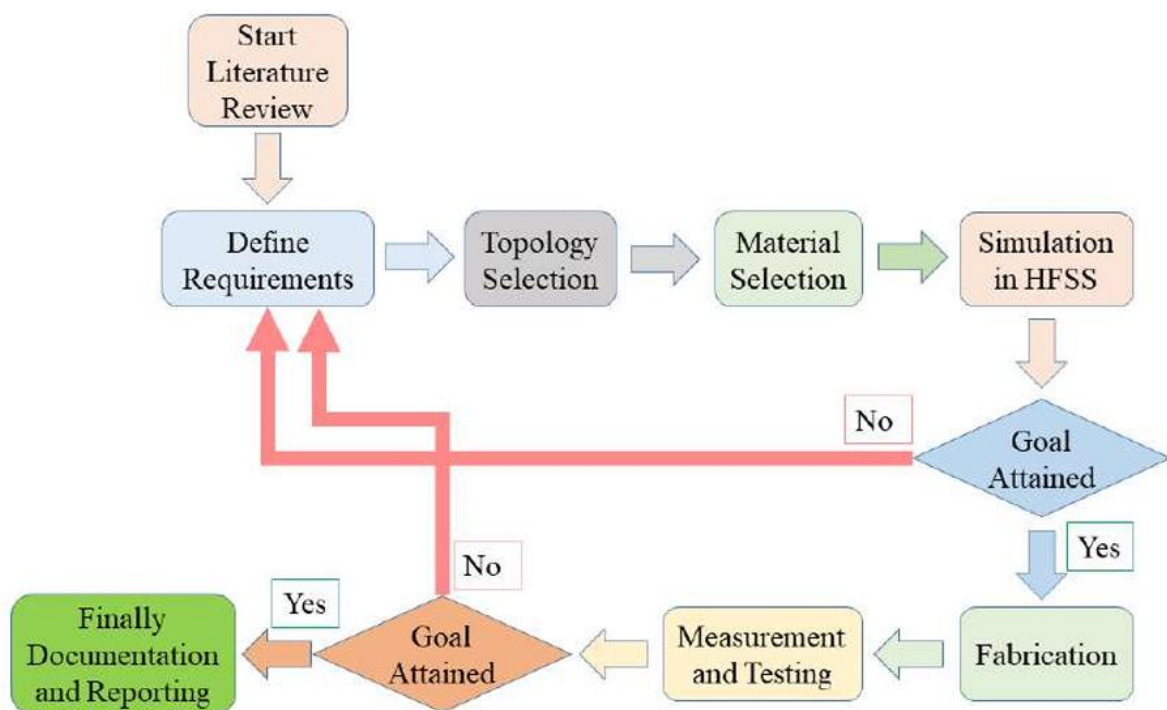 Start
Literature
Review
Define
Requirements
Topology
Selection
Material
Selection
Simulation
in HFSS
No
Goal
Attained
Yes
No
Yes
Finally
Documentation
and Reporting
Goal
Attained
Measurement
and Testing
Fabrication